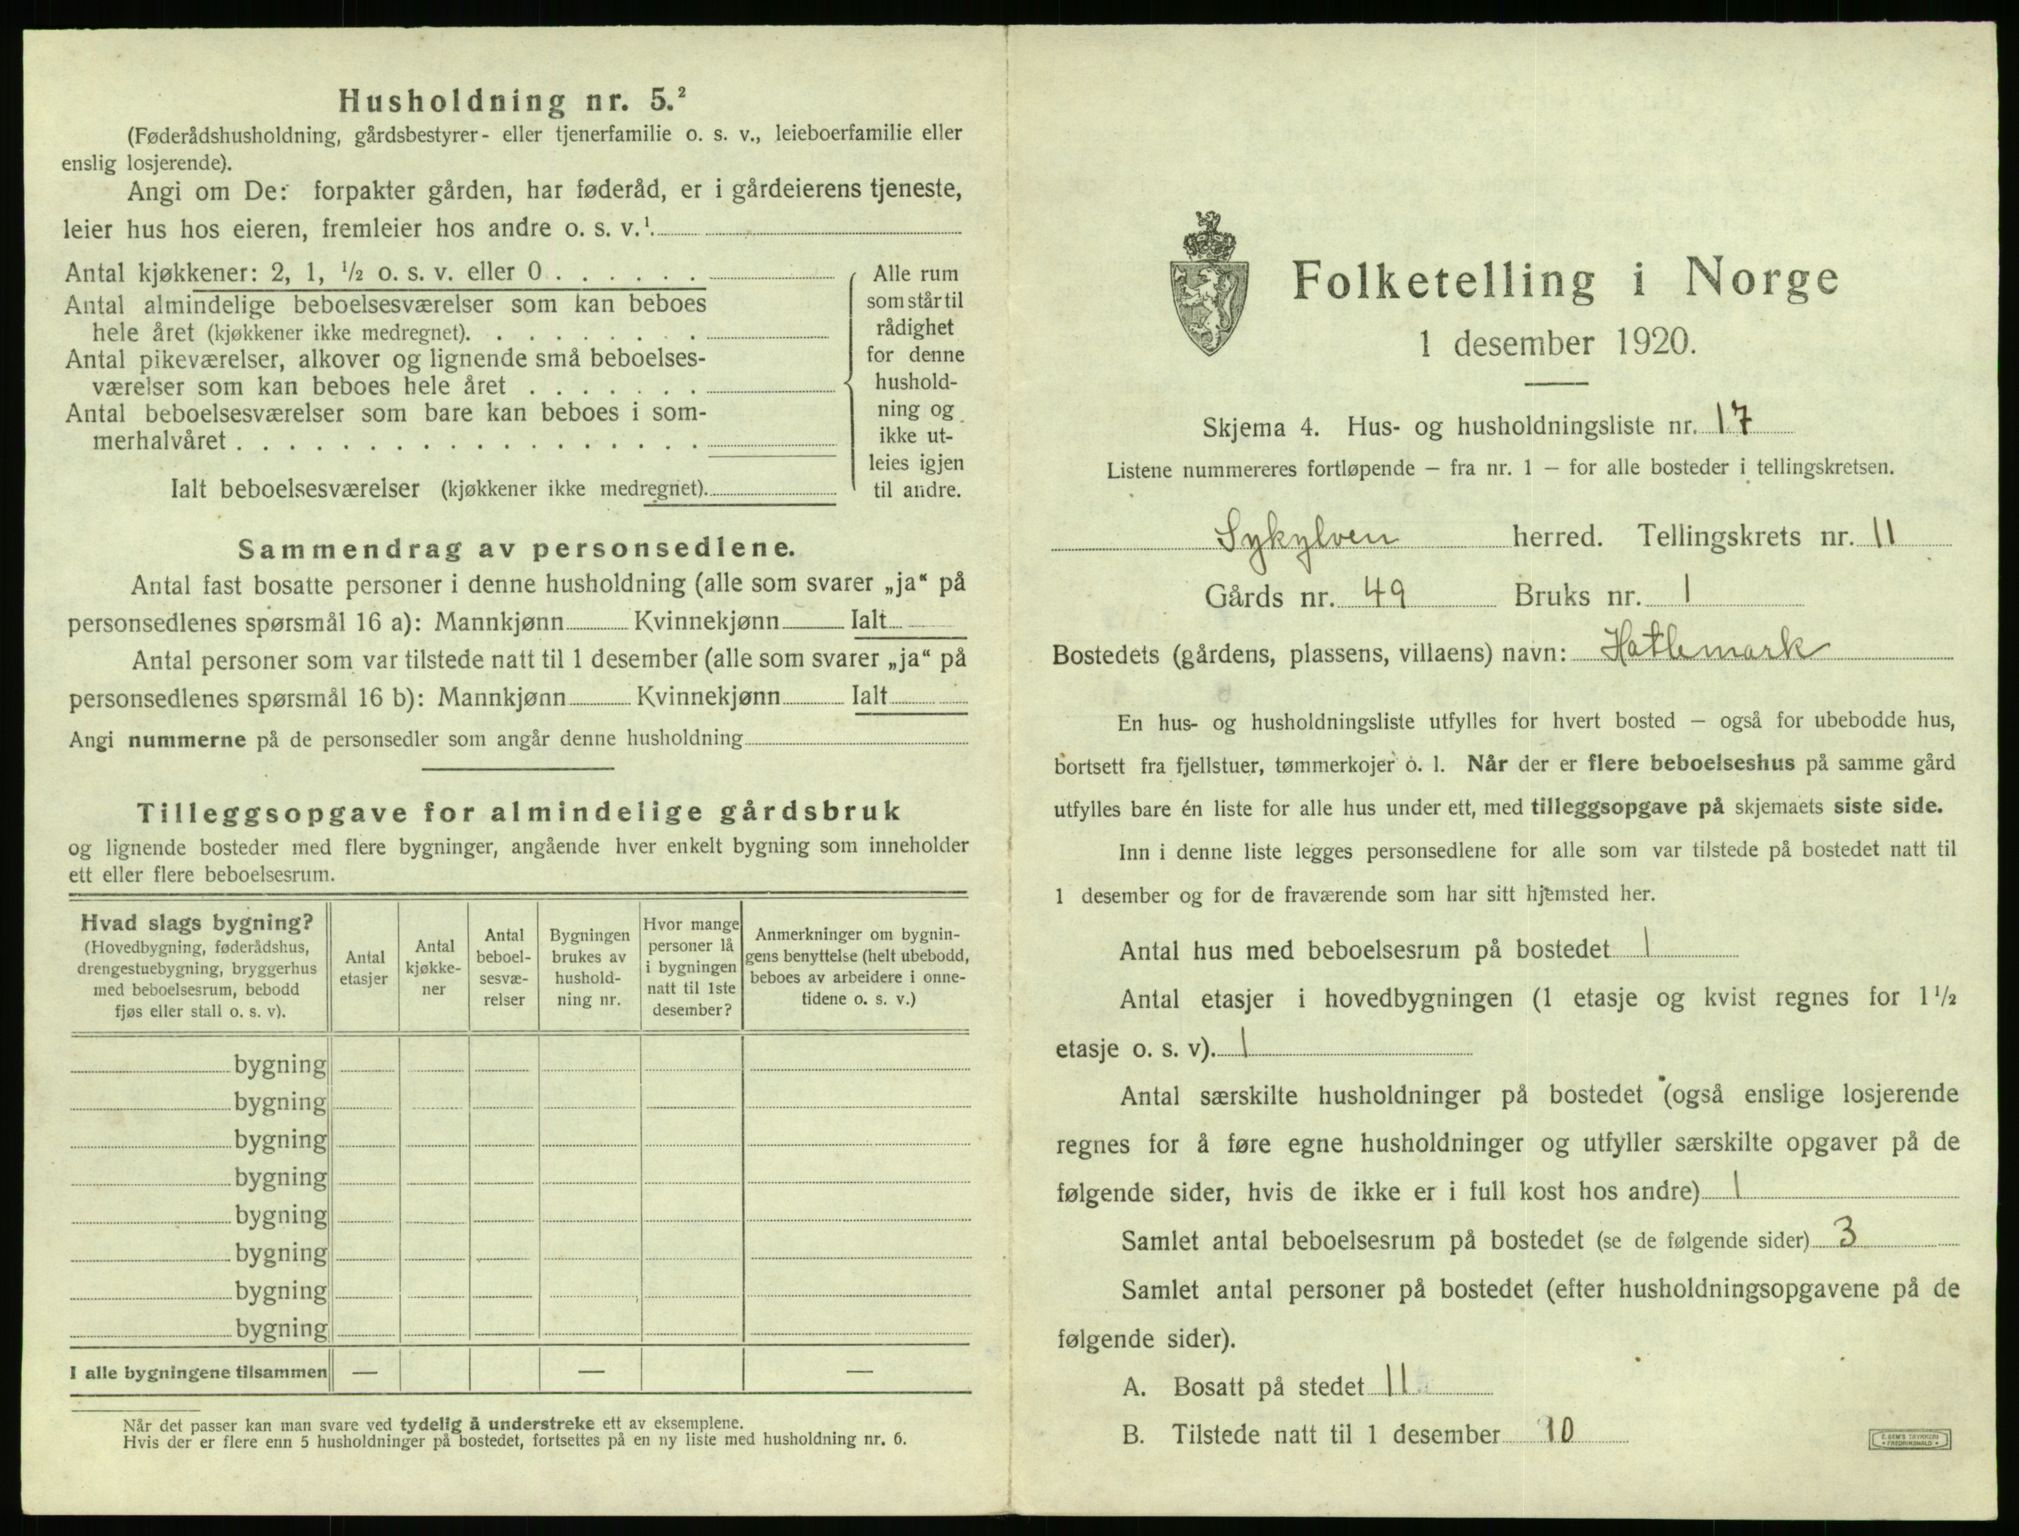 Husholdning nr. 5.²
(Føderådshusholdning, gårdsbestyrer- eller tjenerfamilie o. s. v., leieboerfamilie eller
enslig losjerende).
Angi om De: forpakter gården, har føderåd, er i gårdeierens tjeneste,
leier hus hos eieren, fremleier hos andre o. s. v.¹
Antal kjøkkener: 2, 1, ½ o. s. v. eller 0 . . . . . .
Antal almindelige beboelsesværelser som kan beboes
hele året (kjøkkener ikke medregnet). . . . . . . . .
Antal pikeværelser, alkover og lignende små beboelses-
værelser som kan beboes hele året . . . . . . .
Antal beboelsesværelser som bare kan beboes i som-
merhalvåret . . . . . . . . . . . . . . . . . .
Ialt beboelsesværelser (kjøkkener ikke medregnet).
Alle rum
som står til
rådighet
for denne
hushold-
ning og
ikke ut-
leies igjen
til andre.
Sammendrag av personsedlene.
Antal fast bosatte personer i denne husholdning (alle som svarer „ja“ på
personsedlenes spørsmål 16 a): Mannkjønn Kvinnekjønn Ialt
Antal personer som var tilstede natt til 1 desember (alle som svarer „ja“ på
personsedlenes spørsmål 16 b): Mannkjønn Kvinnekjønn Ialt
Angi nummerne på de personsedler som angår denne husholdning
Tilleggsopgave for almindelige gårdsbruk
og lignende bosteder med flere bygninger, angående hver enkelt bygning som inneholder
ett eller flere beboelsesrum.
Hvad slags bygning?
(Hovedbygning, føderådshus,
drengestuebygning, bryggerhus
med beboelsesrum, bebodd
fjøs eller stall o. s. v).
Antal
etasjer
Antal
kjøkke-
ner
Antal
beboel-
sesvæ-
relser
Bygningen
brukes av
hushold-
ning nr.
Hvor mange
personer lå
i bygningen
natt til 1ste
desember?
Anmerkninger om bygnin-
gens benyttelse (helt ubebodd,
beboes av arbeidere i onne-
tidene o. s. v.)
bygning
bygning
bygning
bygning
bygning
bygning
bygning
bygning
I alle bygningene tilsammen — — —
Når det passer kan man svare ved tydelig å understreke ett av eksemplene.
Hvis der er flere enn 5 husholdninger på bostedet, fortsettes på en ny liste med husholdning nr. 6.
Folketelling i Norge
1 desember 1920.
Skjema 4. Hus- og husholdningsliste nr. 17
Listene nummereres fortløpende – fra nr. 1 – for alle bosteder i tellingskretsen.
Sykylven herred. Tellingskrets nr. 11
Gårds nr. 49 Bruks nr. 1
Bostedets (gårdens, plassens, villaens) navn: Hatlemark
En hus- og husholdningsliste utfylles for hvert bosted – også for ubebodde hus,
bortsett fra fjellstuer, tømmerkojer o. l. Når der er flere beboelseshus på samme gård
utfylles bare én liste for alle hus under ett, med tilleggsopgave på skjemaets siste side.
Inn i denne liste legges personsedlene for alle som var tilstede på bostedet natt til
1 desember og for de fraværende som har sitt hjemsted her.
Antal hus med beboelsesrum på bostedet 1
Antal etasjer i hovedbygningen (1 etasje og kvist regnes for 1½
etasje o. s. v). 1
Antal særskilte husholdninger på bostedet (også enslige losjerende
regnes for å føre egne husholdninger og utfyller særskilte opgaver på de
følgende sider, hvis de ikke er i full kost hos andre) 1
Samlet antal beboelsesrum på bostedet (se de følgende sider) 3
Samlet antal personer på bostedet (efter husholdningsopgavene på de
følgende sider).
A. Bosatt på stedet 11
B. Tilstede natt til 1 desember 10